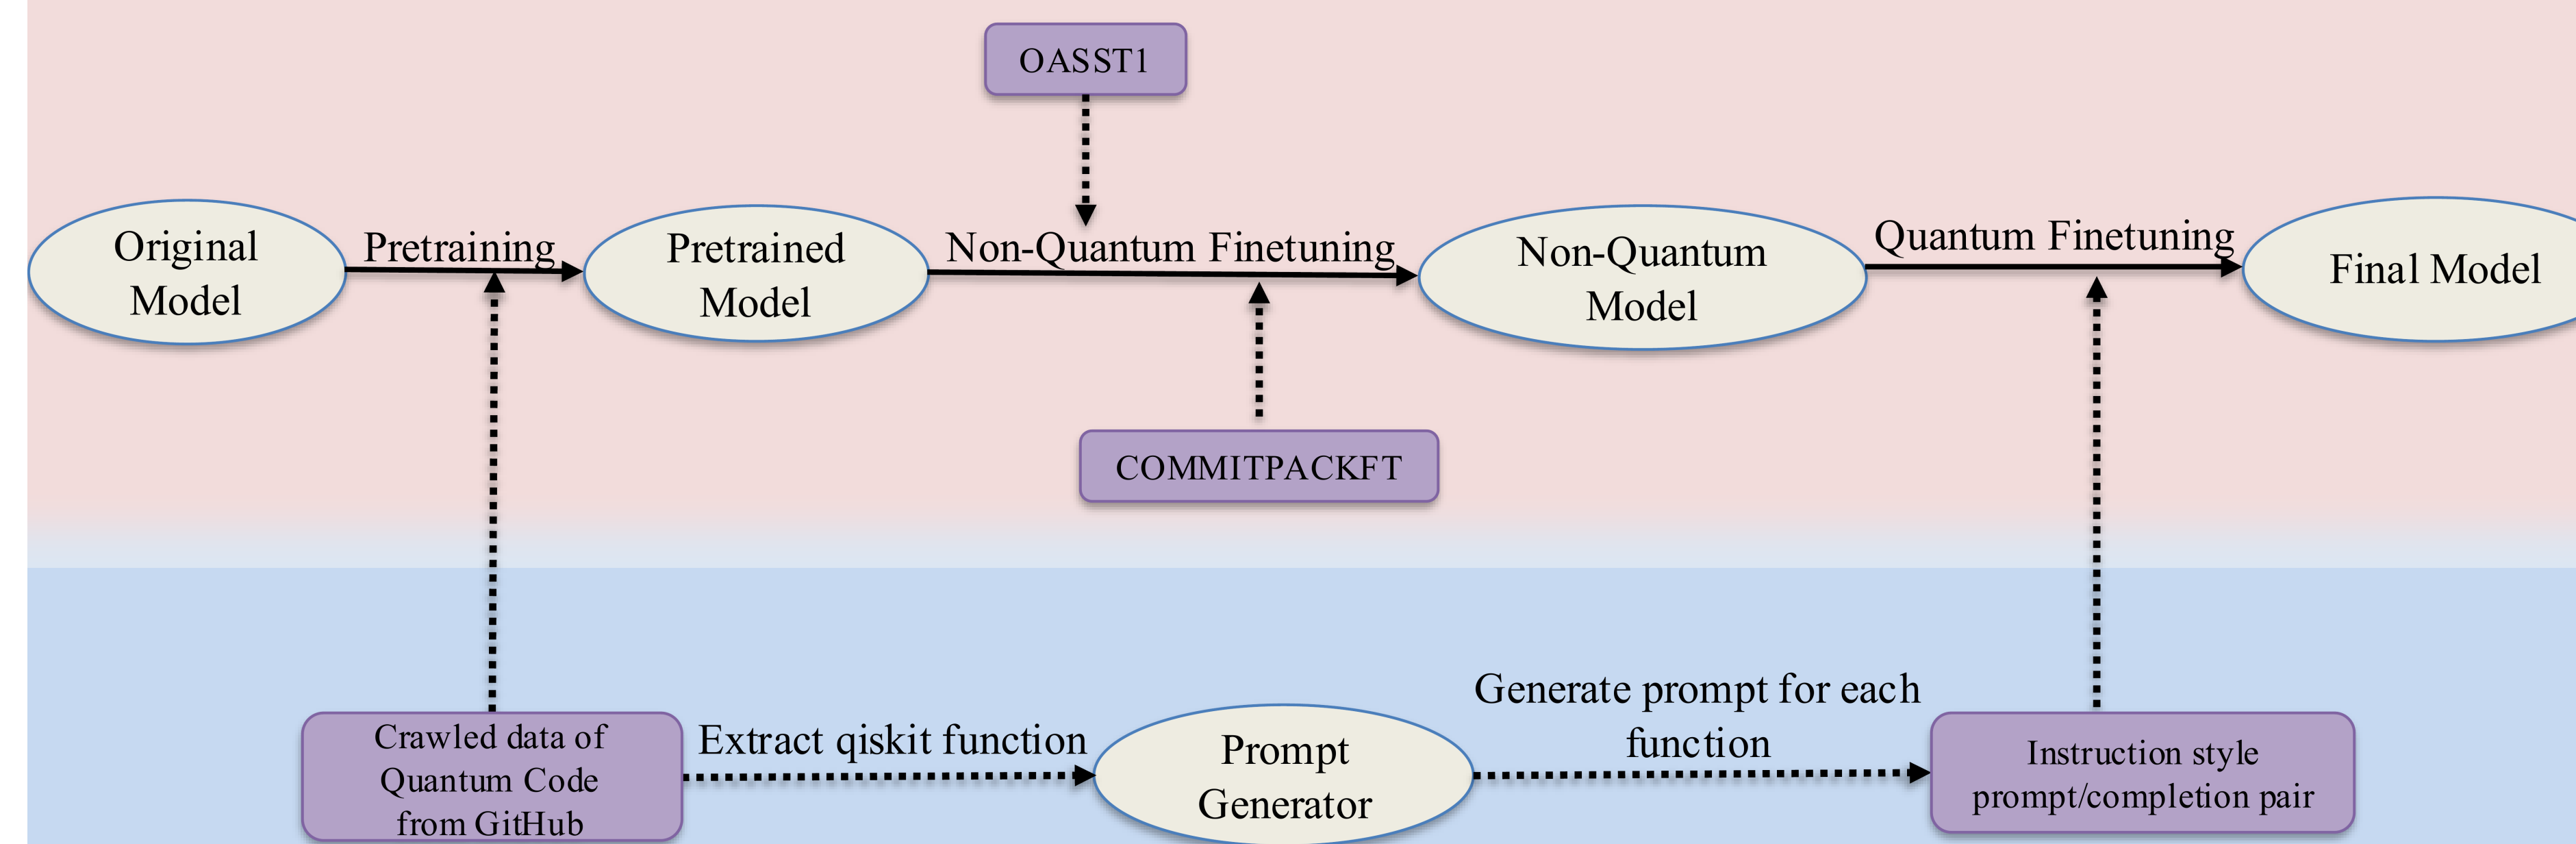 OASST1
Original
Model
Pretraining
Pretrained
Model
Non-Quantum Finetuning
Non-Quantum
Model
Quantum Finetuning
Final Model
COMMITPACKFT
Crawled data of
Quantum Code
from GitHub
Extract qiskit function
Prompt
Generator
Generate prompt for each
function
Instruction style
prompt/completion pair